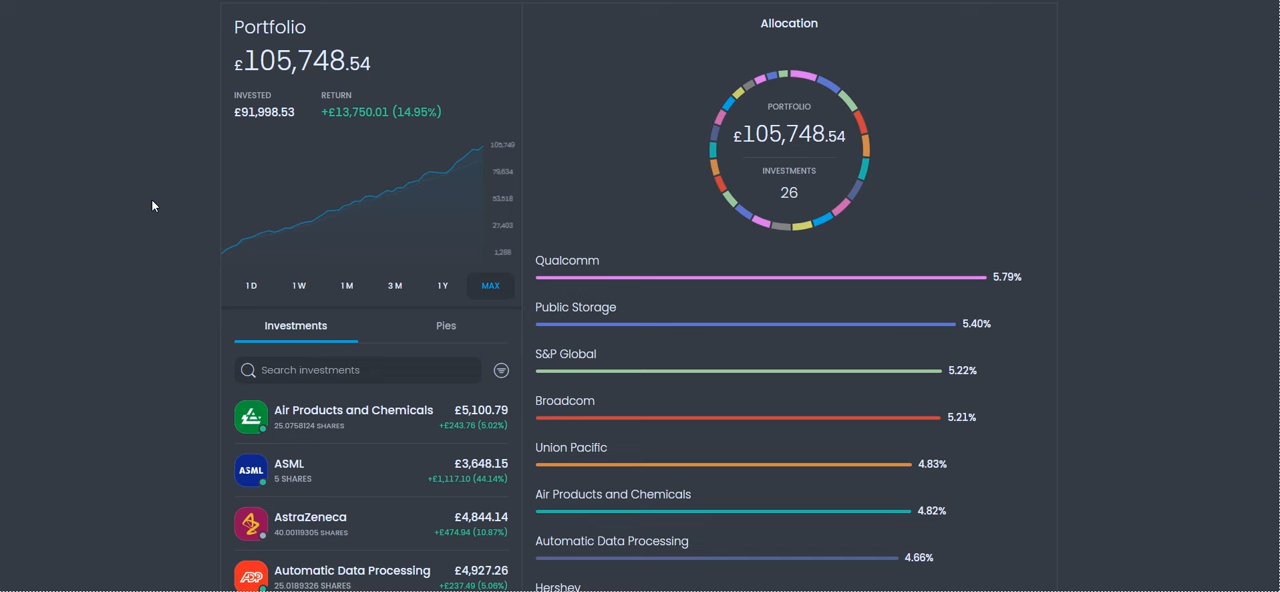 Portfolio
£105,748.54
INVESTED RETURN
£91,998.53 +£13,750.01 (14.95%)
105,749
79,634
53,518
27,403
1,288
1 D 1 W 1 M 3 M 1 Y MAX
Investments Pies
Search investments
Air Products and Chemicals £5,100.79
25.0758124 SHARES +£243.76 (5.02%)
ASML
ASML £3,648.15
5 SHARES +£1,117.10 (44.14%)
AstraZeneca £4,844.14
40.00119305 SHARES +£474.94 (10.87%)
ADP
Automatic Data Processing £4,927.26
25.0189326 SHARES +£237.49 (5.06%)
Allocation
PORTFOLIO
£105,748.54
INVESTMENTS
26
Qualcomm
5.79%
Public Storage
5.40%
S&P Global
5.22%
Broadcom
5.21%
Union Pacific
4.83%
Air Products and Chemicals
4.82%
Automatic Data Processing
4.66%
Hershey